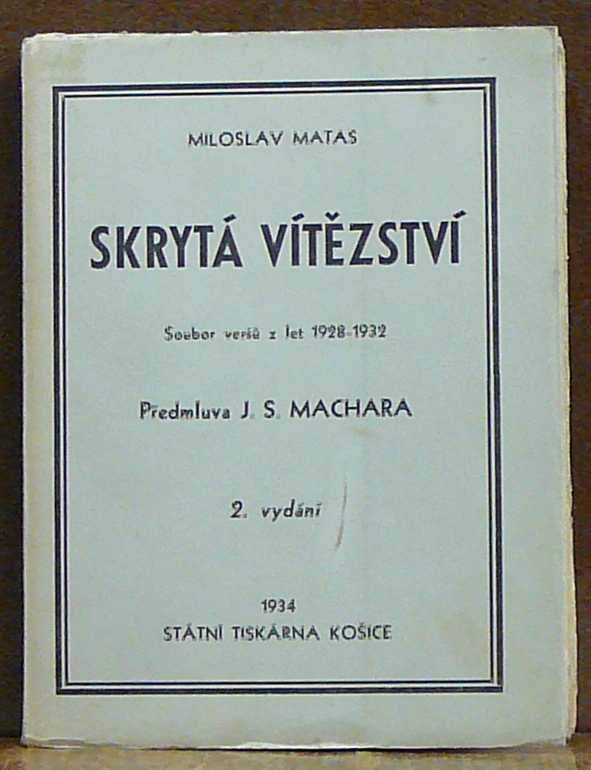 MILOSLAV MATAS
SKRYTÁ VÍTĚZSTVÍ
Soubor veršů z let 1928-1932
Předmluva J. S. MACHARA
2. vydání
1934
STÁTNÍ TISKÁRNA KOŠICE